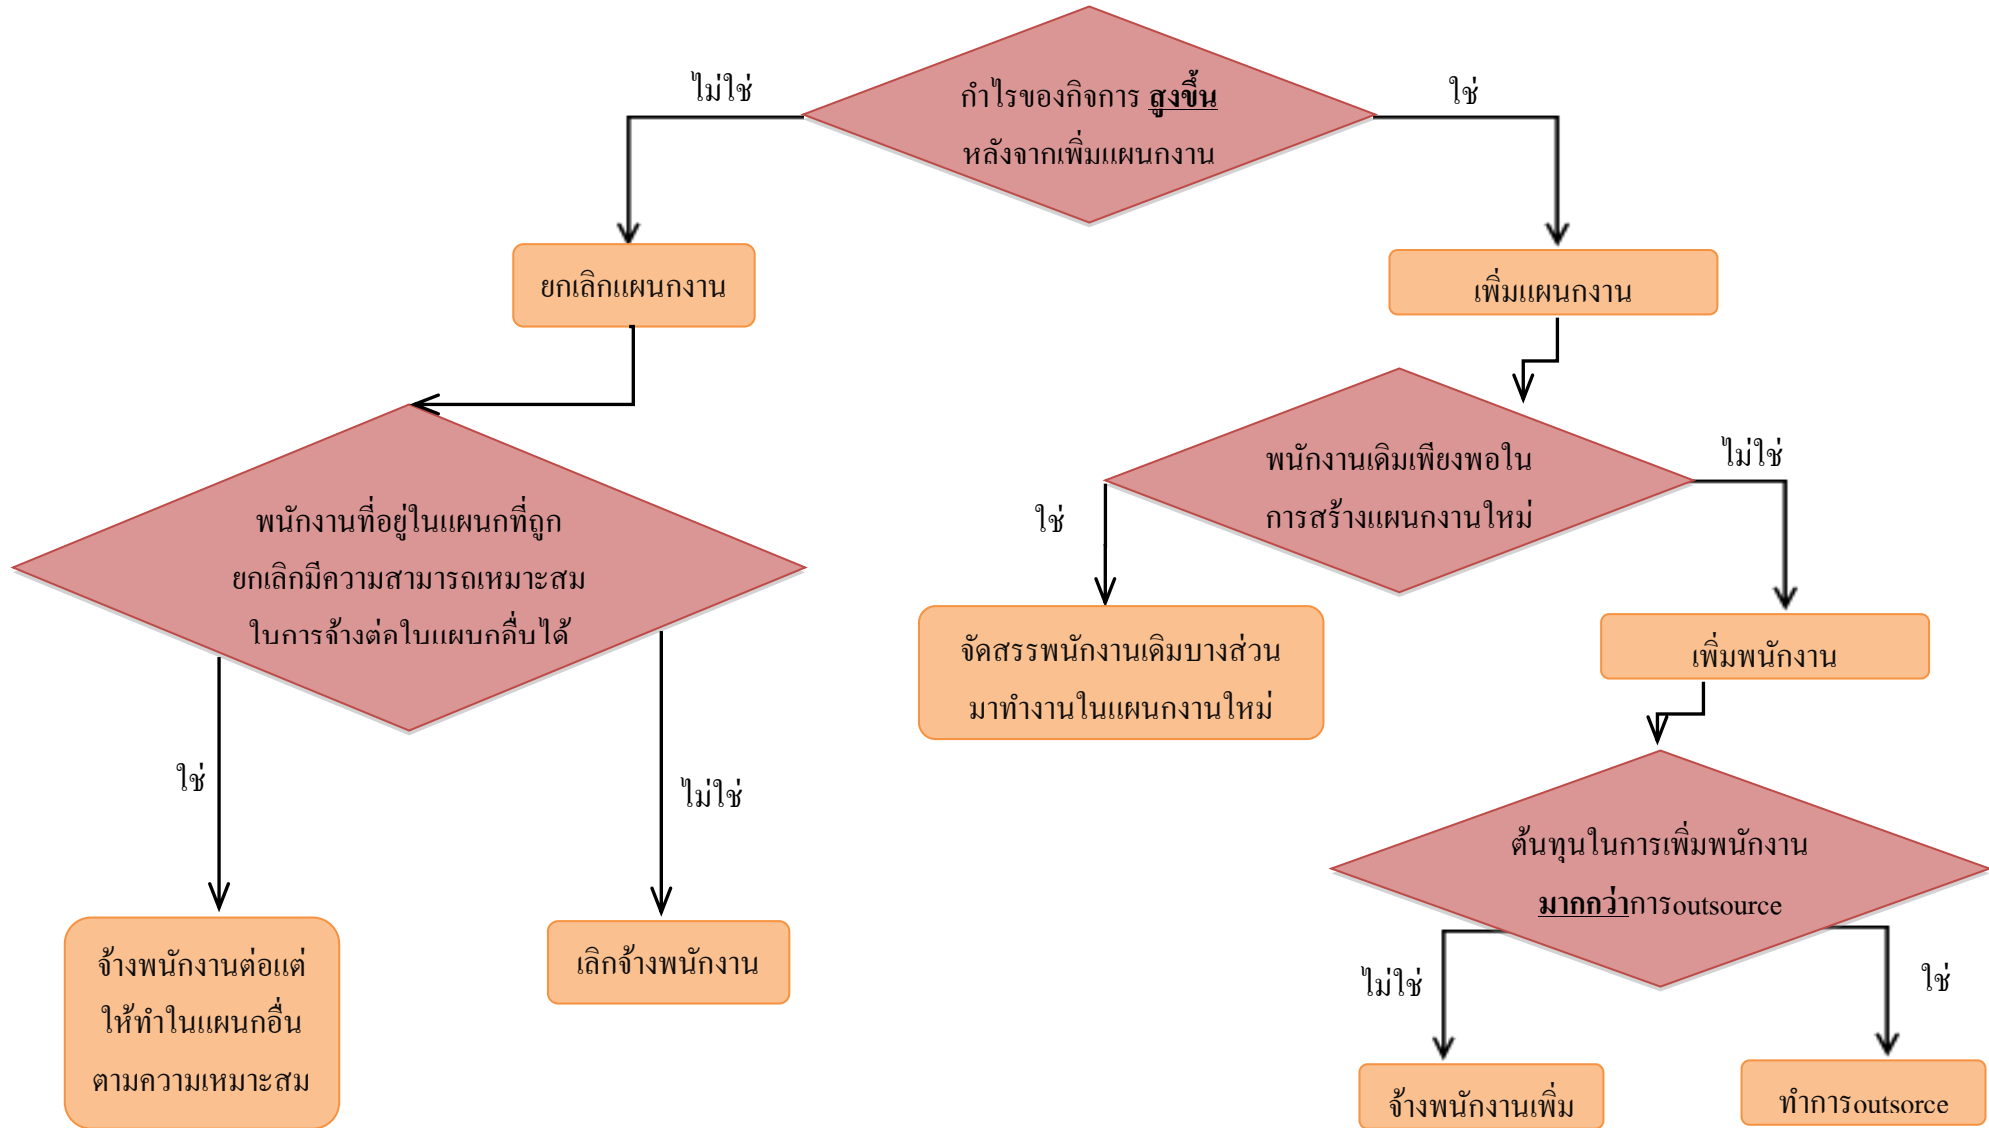 ไม่ใช่
กำไรของกิจการ สูงขึ้น
หลังจากเพิ่มแผนกงาน
ใช่
ยกเลิกแผนกงาน
เพิ่มแผนกงาน
พนักงานที่อยู่ในแผนกที่ถูก
ยกเลิกมีความสามารถเหมาะสม
ในการจ้างต่อในแผนกอื่นได้
พนักงานเดิมเพียงพอใน
การสร้างแผนกงานใหม่
ไม่ใช่
ใช่
จัดสรรพนักงานเดิมบางส่วน
มาทำงานในแผนกงานใหม่
เพิ่มพนักงาน
ใช่
ไม่ใช่
ต้นทุนในการเพิ่มพนักงาน
มากกว่าการoutsource
จ้างพนักงานต่อแต่
ให้ทำในแผนกอื่น
ตามความเหมาะสม
เลิกจ้างพนักงาน
ไม่ใช่
ใช่
จ้างพนักงานเพิ่ม
ทำการoutsorce